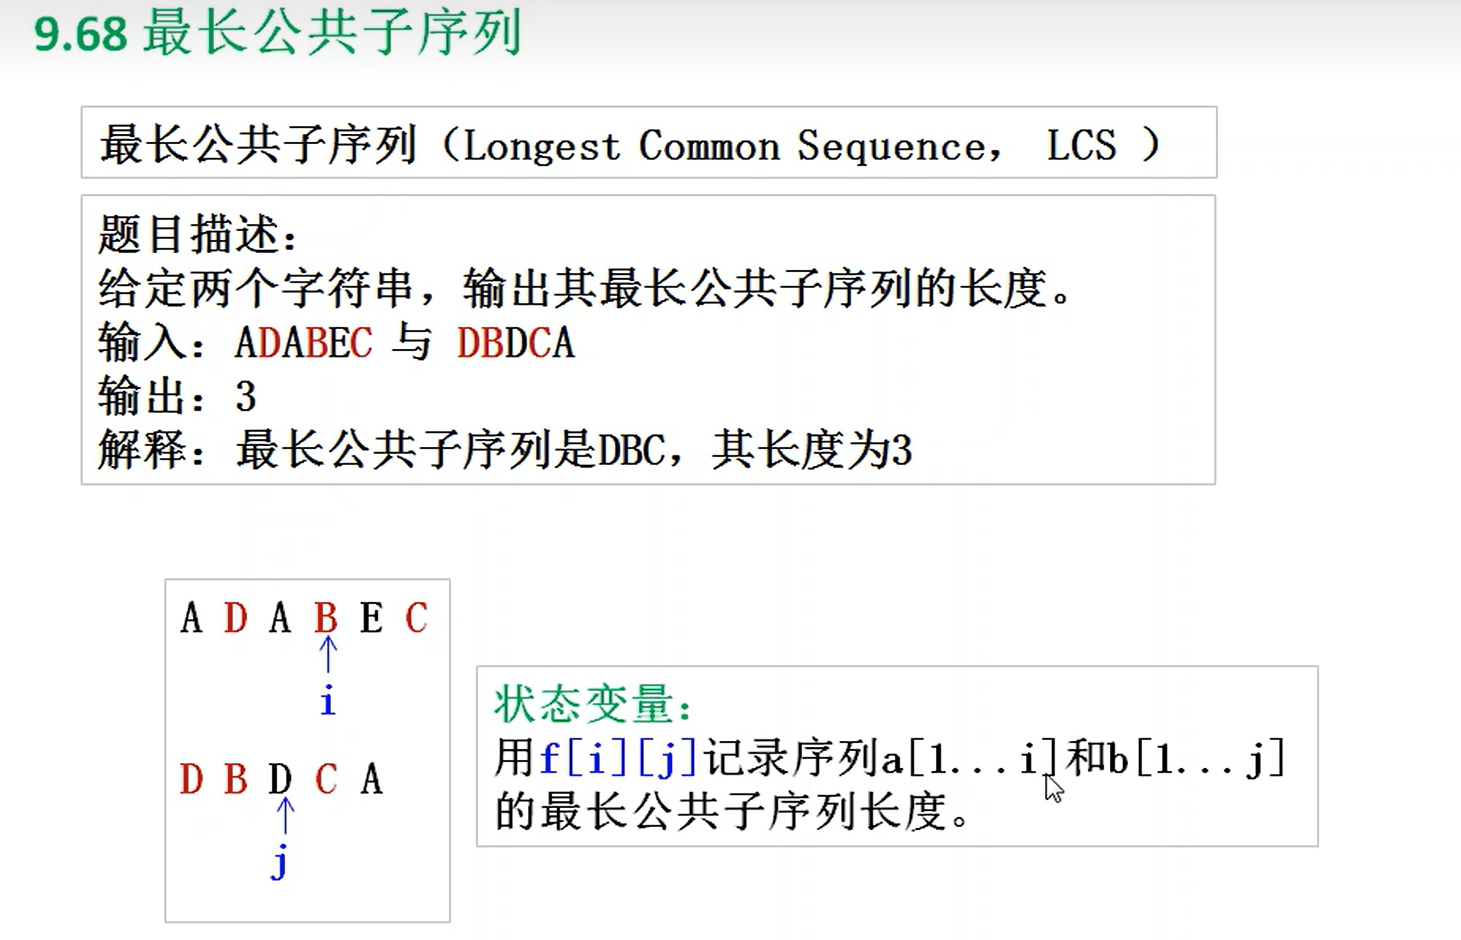 9.68 最长公共子序列
最长公共子序列（Longest Common Sequence， LCS ）
题目描述：
给定两个字符串，输出其最长公共子序列的长度。
输入：ADABEC 与 DBDCA
输出：3
解释：最长公共子序列是DBC，其长度为3
A D A B E C
i
D B D C A
j
状态变量：
用f[i][j]记录序列a[1...i]和b[1...j]
的最长公共子序列长度。